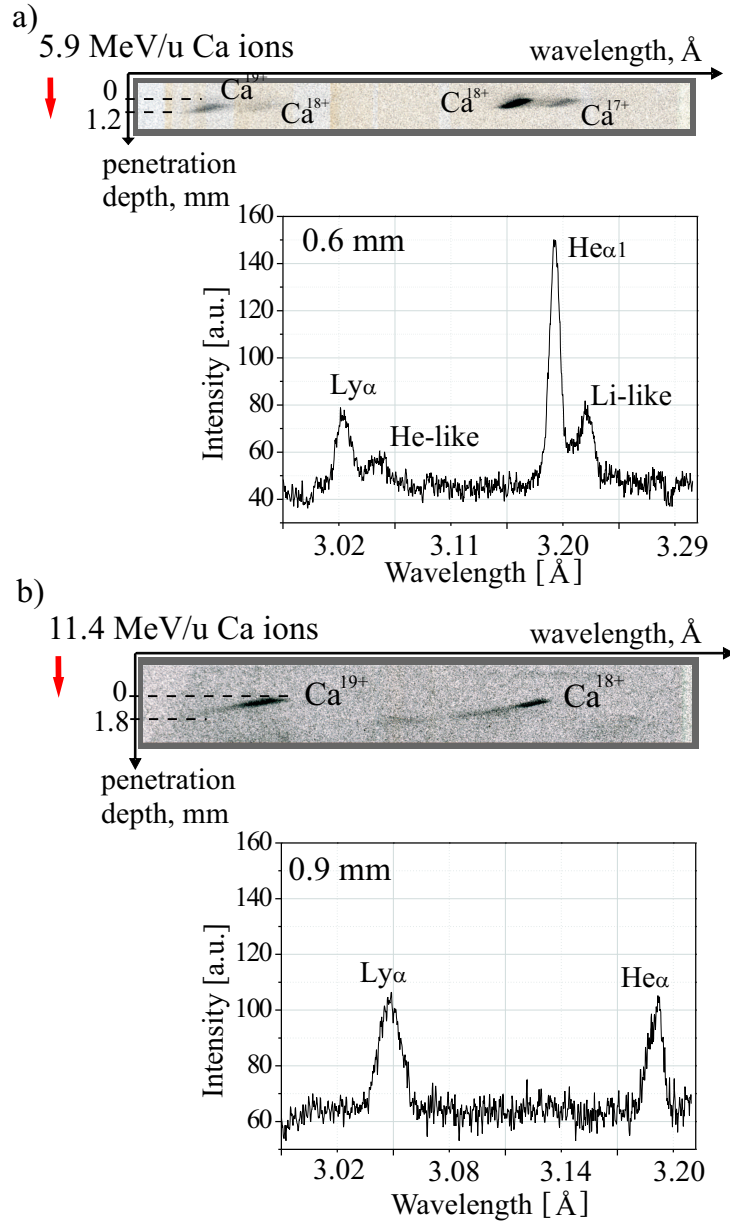 a)
5.9 MeV/u Ca ions
wavelength, Å
0
1.2
Ca19+
Ca18+
Ca18+
Ca17+
penetration
depth, mm
160
140
120
100
80
60
40
Intensity [a.u.]
0.6 mm
Heα1
Lyα
He-like
Li-like
3.02 3.11 3.20 3.29
Wavelength [Å]
b)
11.4 MeV/u Ca ions
wavelength, Å
0
1.8
Ca19+
Ca18+
penetration
depth, mm
160
140
120
100
80
60
Intensity [a.u.]
0.9 mm
Lyα
Heα
3.02 3.08 3.14 3.20
Wavelength [Å]